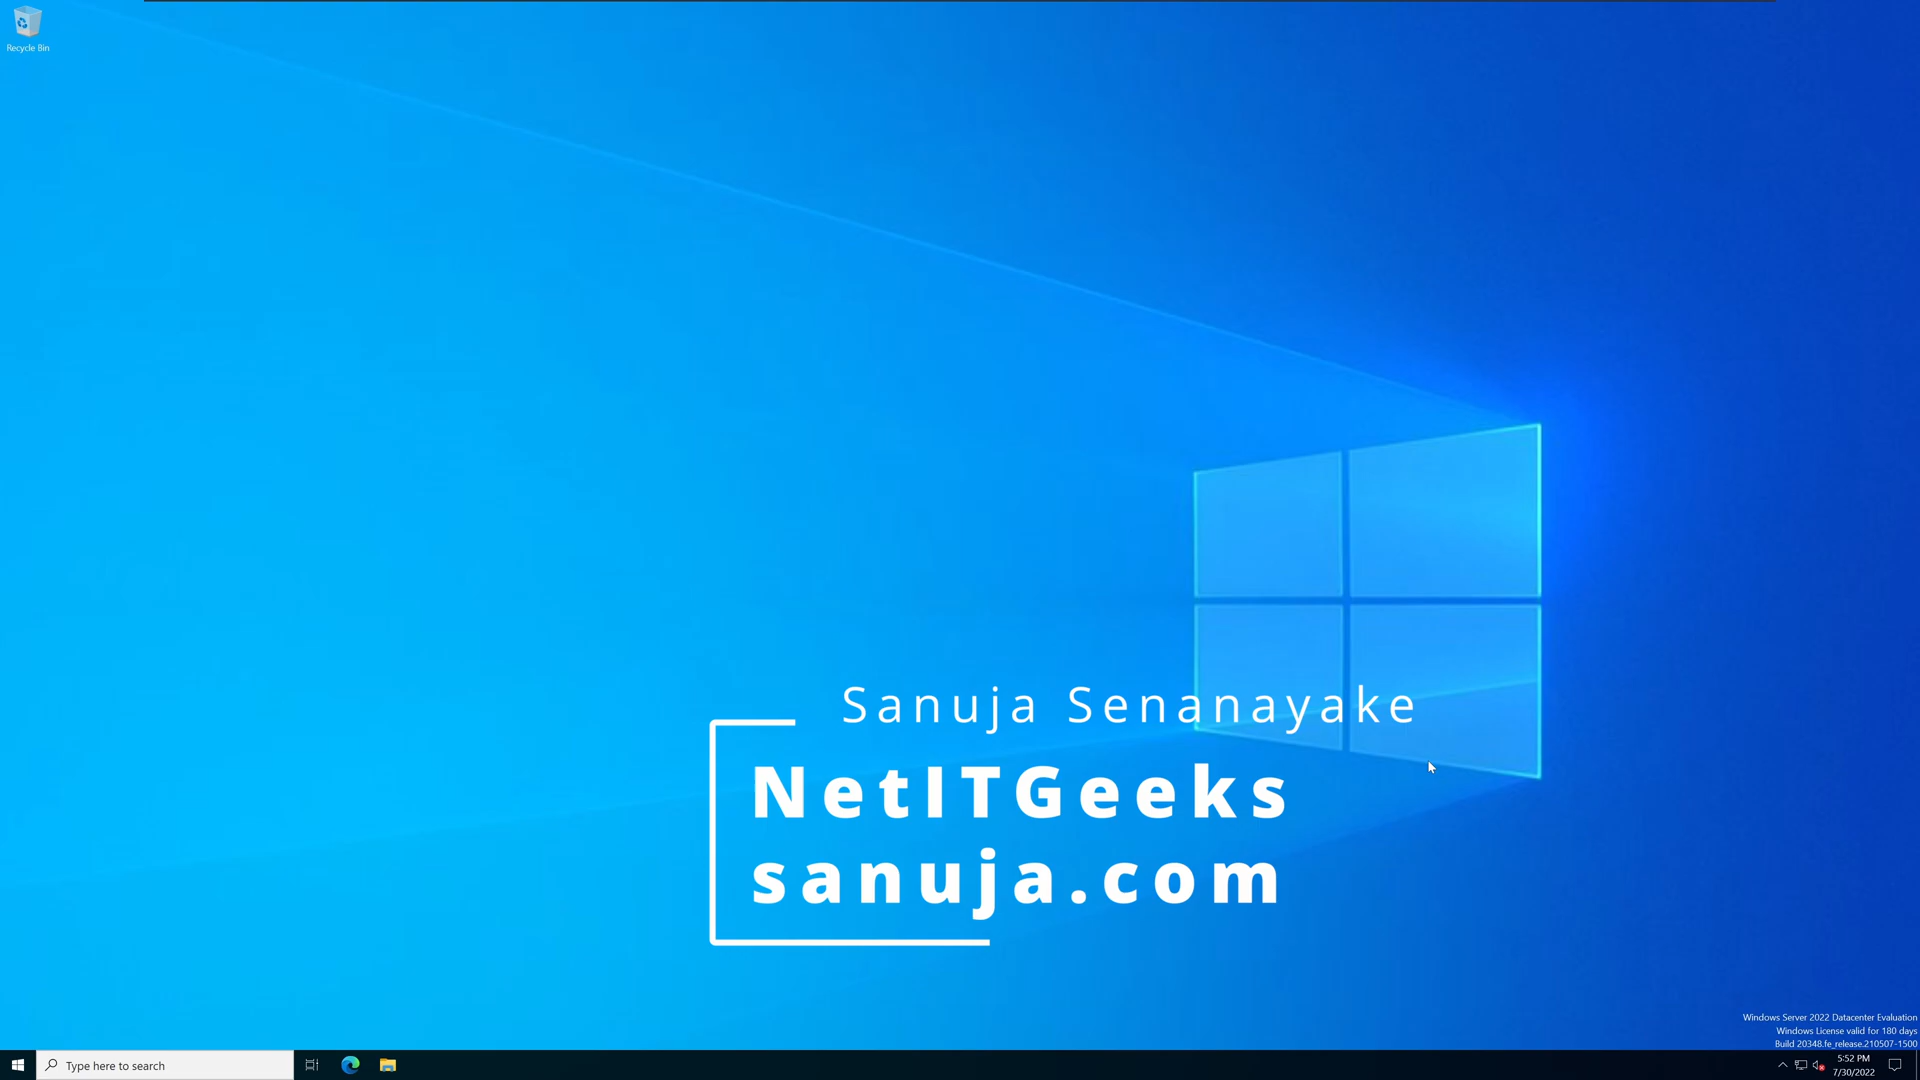 Recycle Bin
Sanuja Senanayake
NetITGeeks
sanuja.com
Windows Server 2022 Datacenter Evaluation
Windows License valid for 180 days
Build 20348.fe_release.210507-1500
Type here to search
5:52 PM
7/30/2022